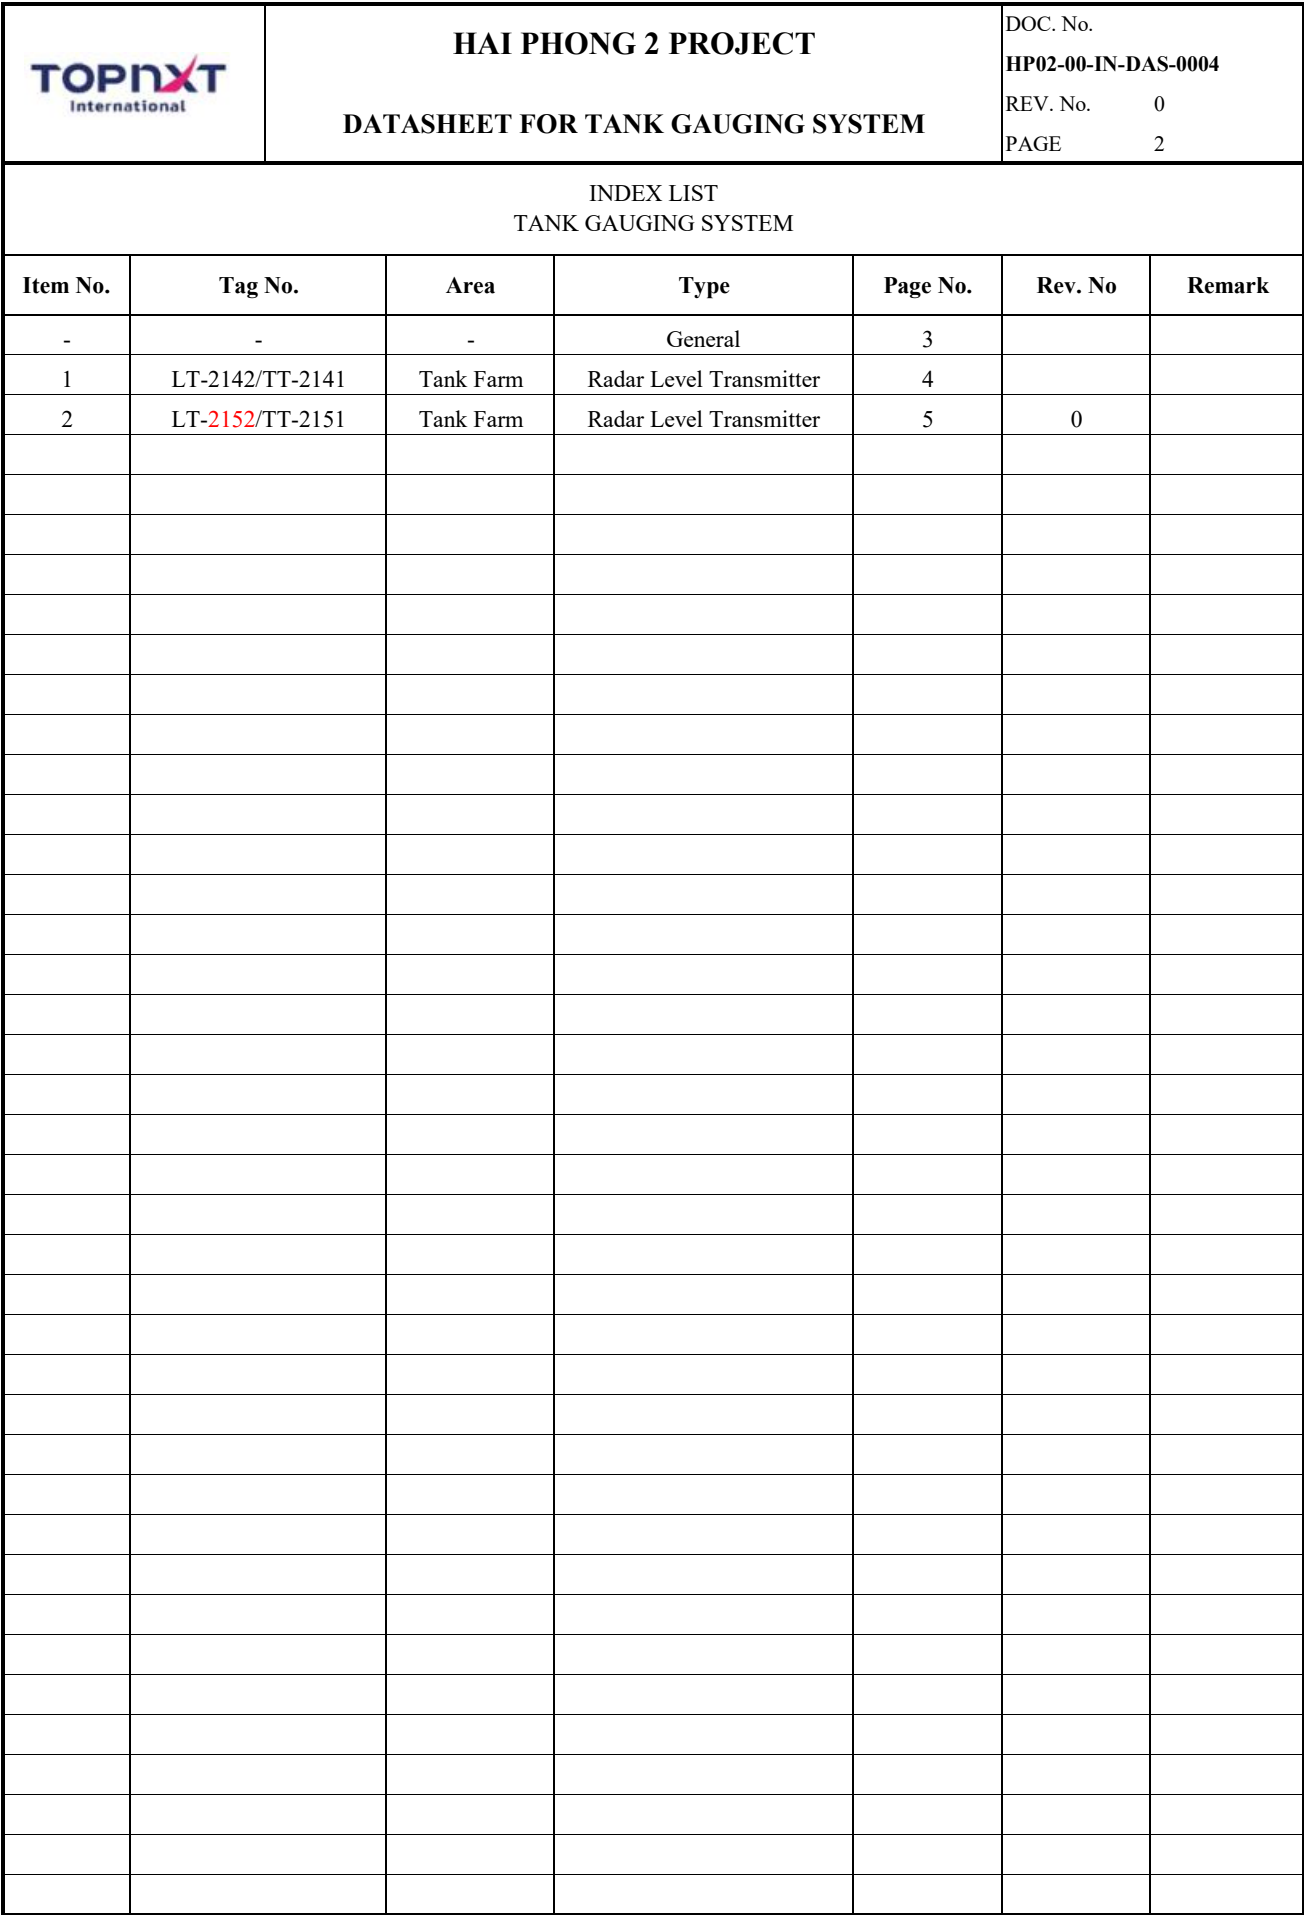 TOPNXT
International
HAI PHONG 2 PROJECT
DATASHEET FOR TANK GAUGING SYSTEM
DOC. No.
HP02-00-IN-DAS-0004
REV. No. 0
PAGE 2
INDEX LIST
TANK GAUGING SYSTEM
Item No. Tag No. Area Type Page No. Rev. No Remark
- - - General 3
1 LT-2142/TT-2141 Tank Farm Radar Level Transmitter 4
2 LT-2152/TT-2151 Tank Farm Radar Level Transmitter 5 0